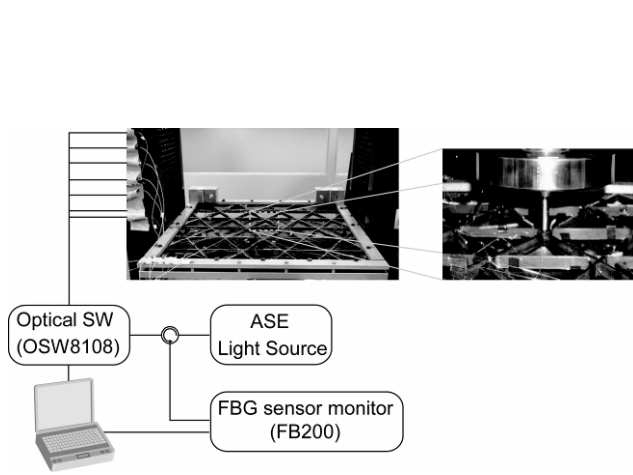 Optical SW
(OSW8108)
ASE
Light Source
FBG sensor monitor
(FB200)